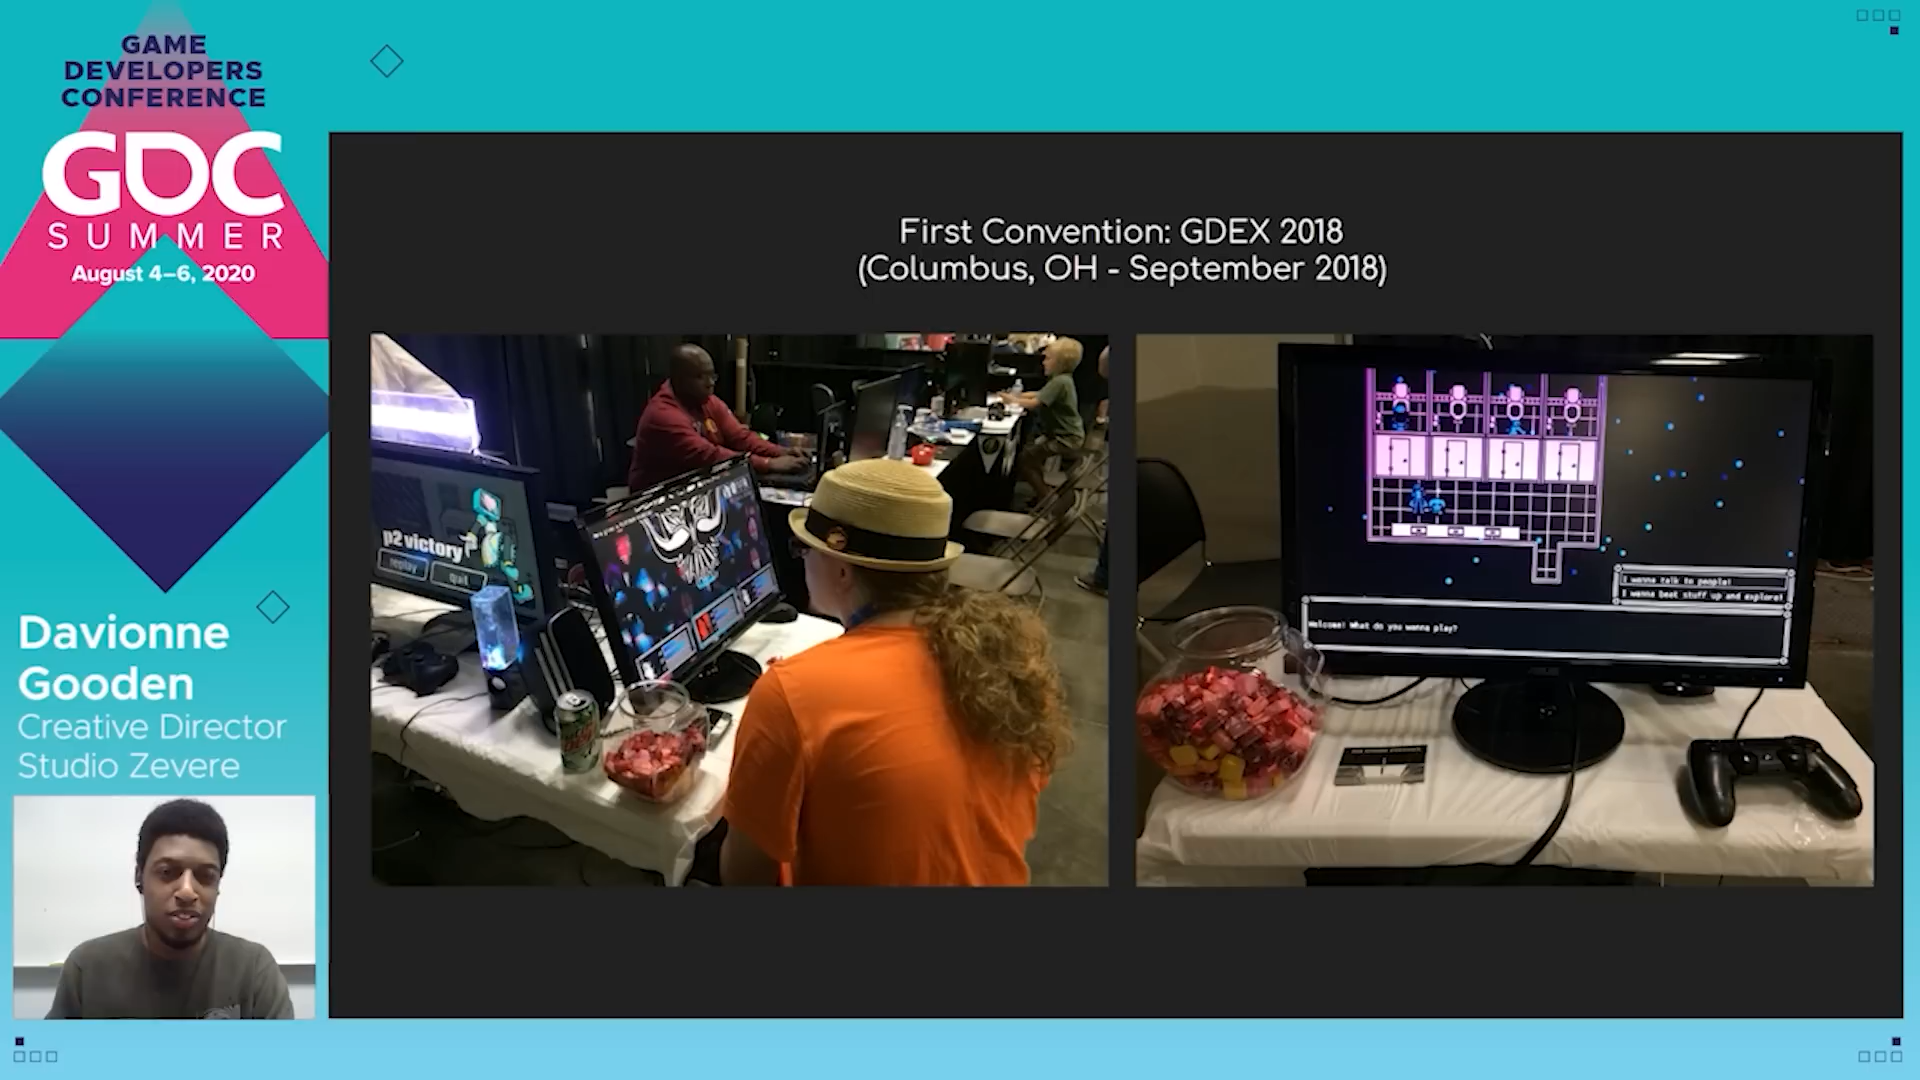 GAME
DEVELOPERS
CONFERENCE
GDC
SUMMER
August 4–6, 2020
Davionne
Gooden
Creative Director
Studio Zevere
First Convention: GDEX 2018
(Columbus, OH - September 2018)
p2 victory
replay
quit
I wanna talk to people!
I wanna beat stuff up and explore!
Welcome! What do you wanna play?